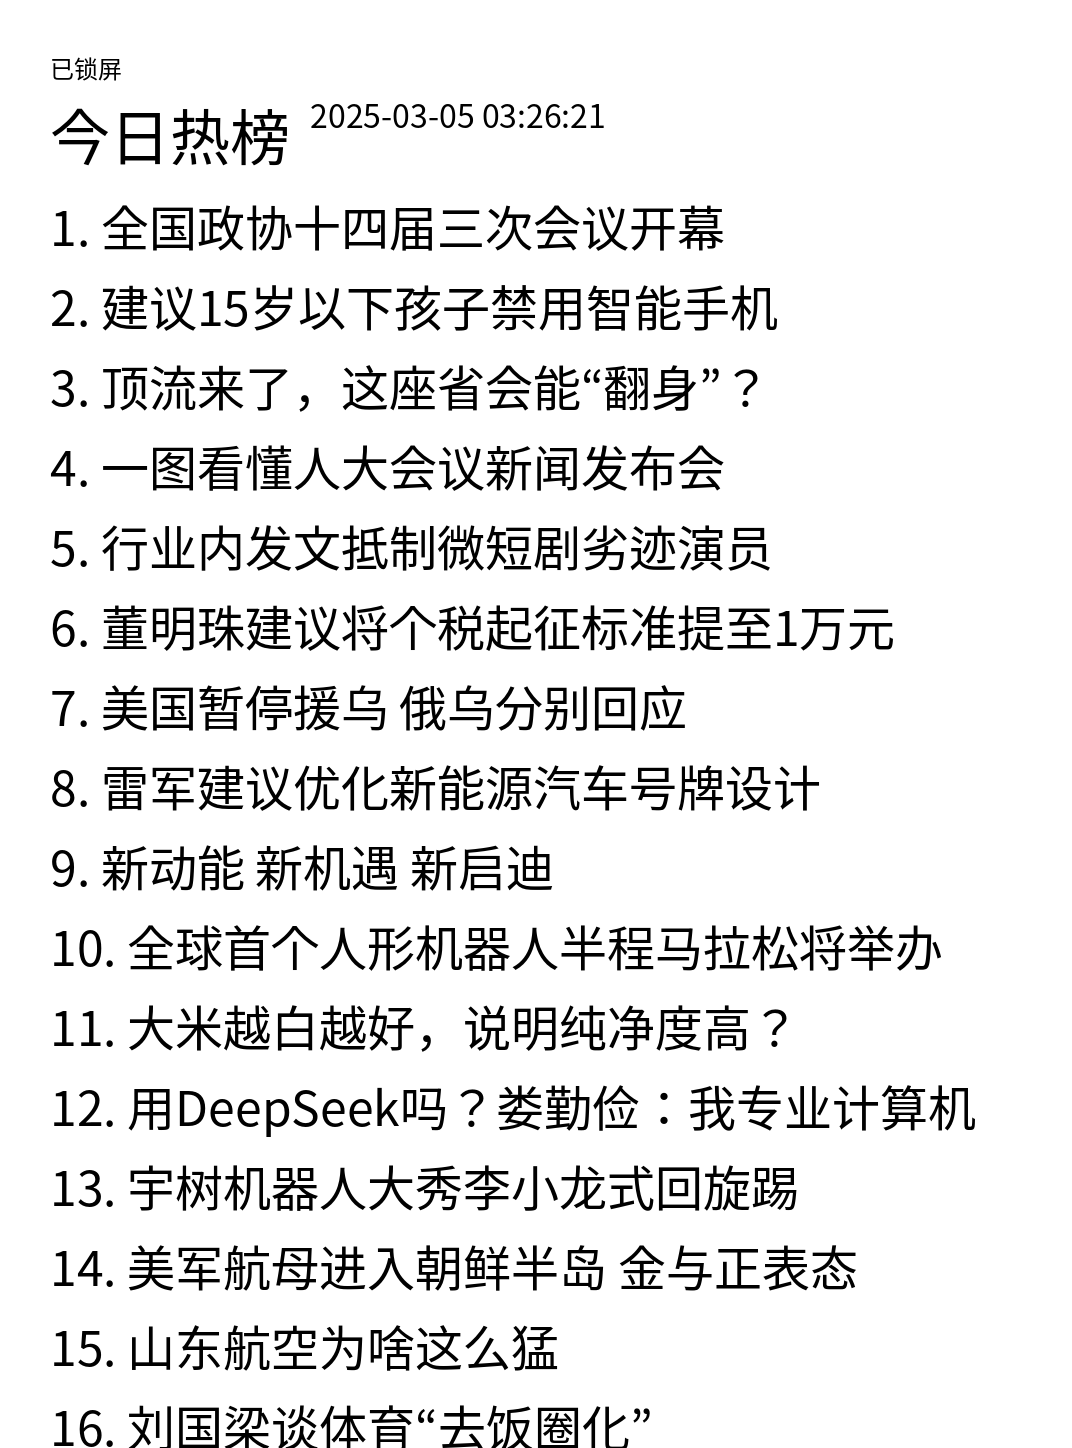 已锁屏
今日热榜 2025-03-05 03:26:21
1. 全国政协十四届三次会议开幕
2. 建议15岁以下孩子禁用智能手机
3. 顶流来了，这座省会能“翻身”？
4. 一图看懂人大会议新闻发布会
5. 行业内发文抵制微短剧劣迹演员
6. 董明珠建议将个税起征标准提至1万元
7. 美国暂停援乌 俄乌分别回应
8. 雷军建议优化新能源汽车号牌设计
9. 新动能 新机遇 新启迪
10. 全球首个人形机器人半程马拉松将举办
11. 大米越白越好，说明纯净度高？
12. 用DeepSeek吗？娄勤俭：我专业计算机
13. 宇树机器人大秀李小龙式回旋踢
14. 美军航母进入朝鲜半岛 金与正表态
15. 山东航空为啥这么猛
16. 刘国梁谈体育“去饭圈化”